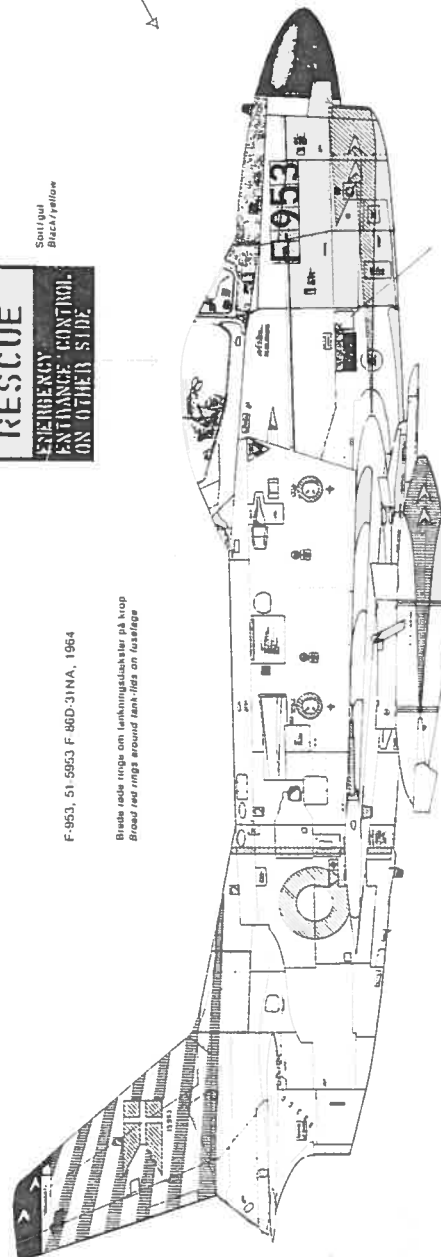 RESCUE
EMERGENCY
ENTRANCE CONTROL
ON OTHER SIDE
Sort/gul
Black/yellow
F-953, 51-5953 F-86D-31NA, 1964
Brede røde ringe om tankningsdæksler på krop
Broad red rings around tank-lids on fuselage
F-953